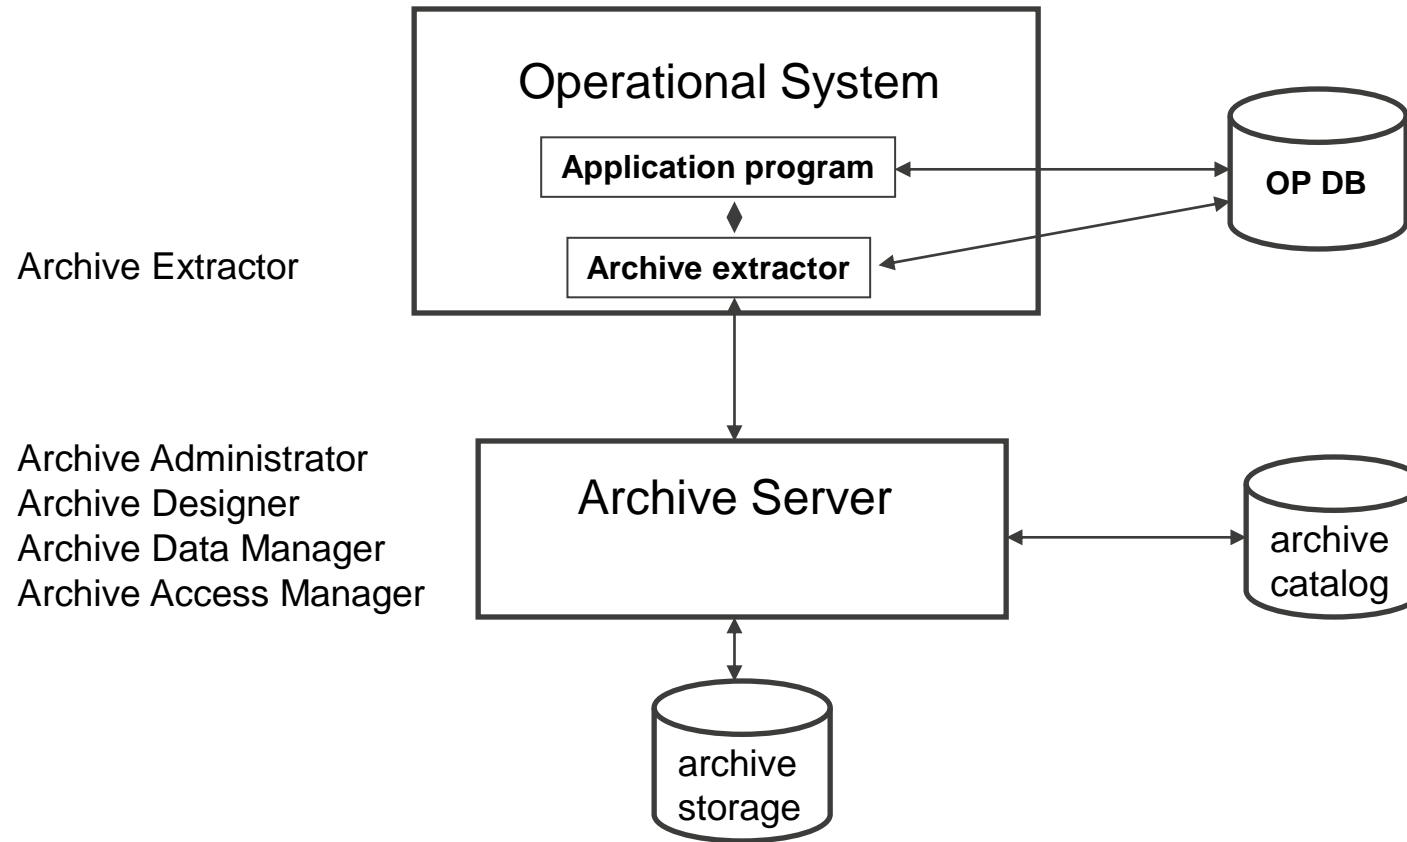 Operational System
Application program
OP DB
Archive Extractor
Archive extractor
Archive Administrator
Archive Designer
Archive Data Manager
Archive Access Manager
Archive Server
archive
catalog
archive
storage